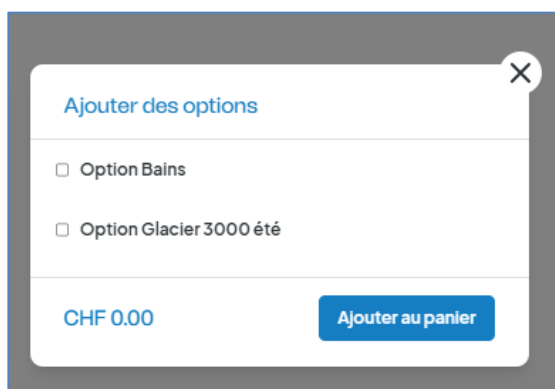 Ajouter des options
Option Bains
Option Glacier 3000 été
CHF 0.00
Ajouter au panier